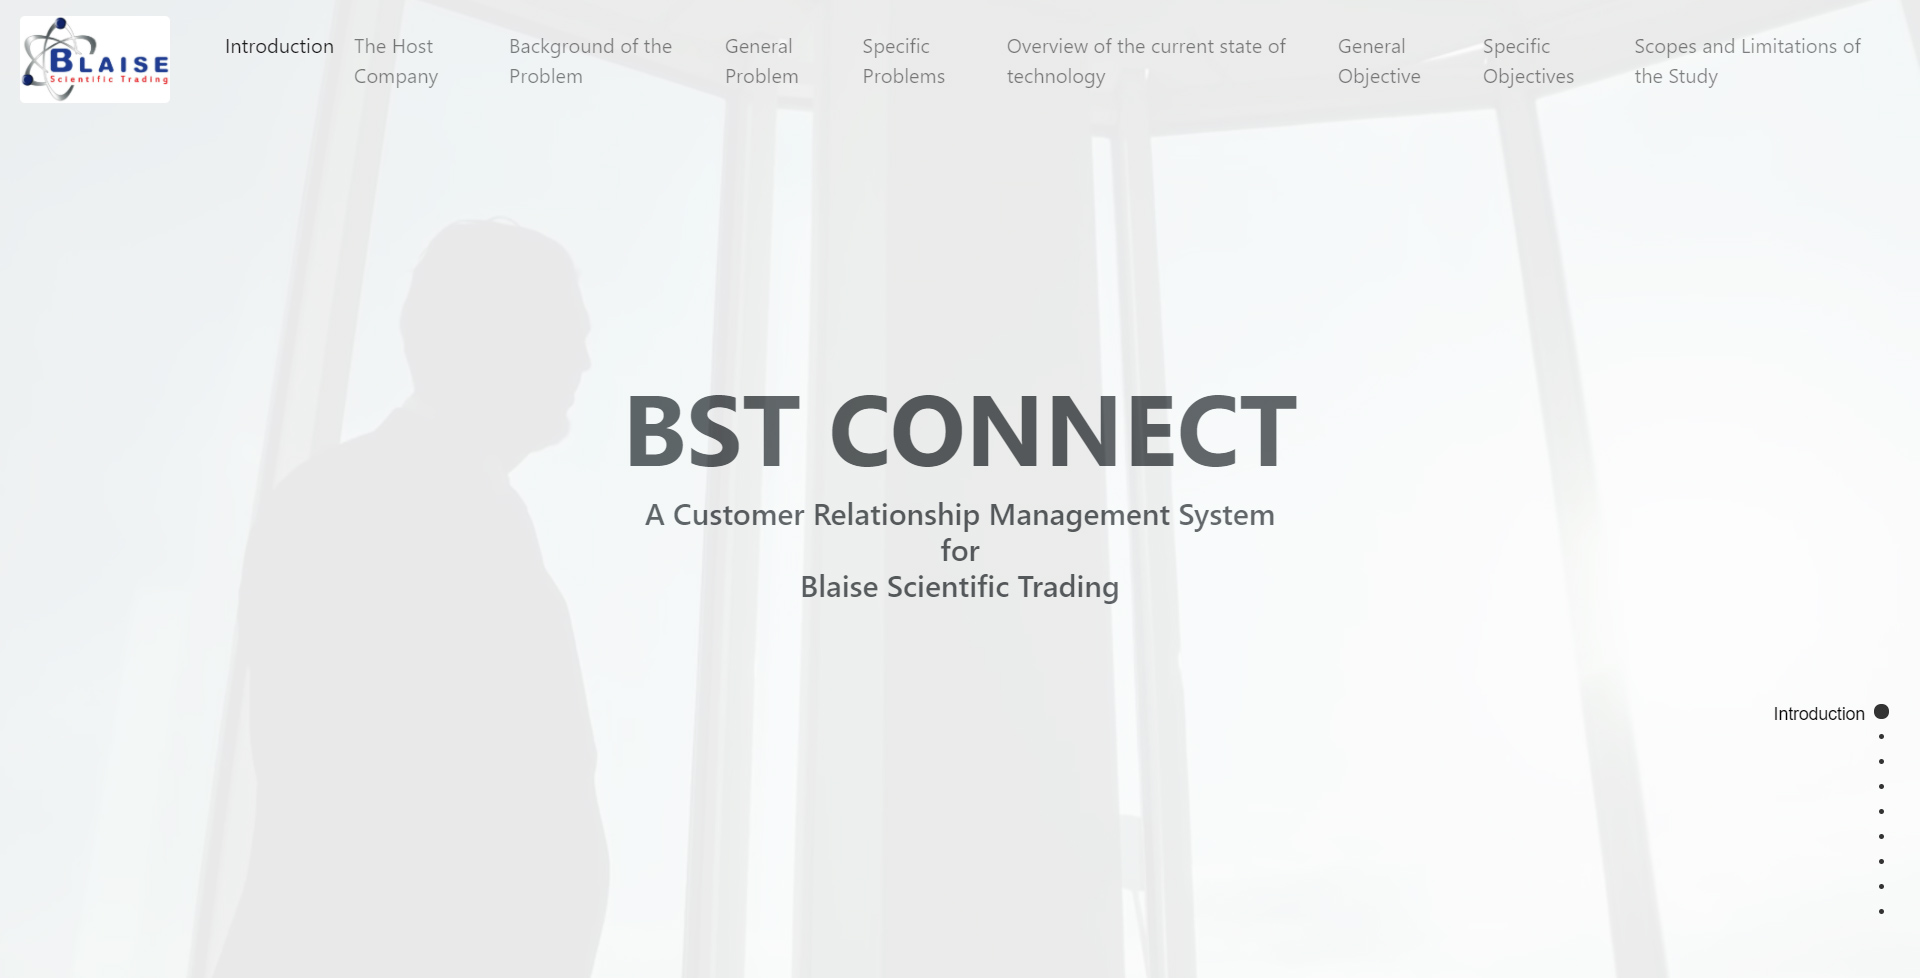 BLAISE
Scientific Trading
Introduction
The Host
Company
Background of the
Problem
General
Problem
Specific
Problems
Overview of the current state of
technology
General
Objective
Specific
Objectives
Scopes and Limitations of
the Study
BST CONNECT
A Customer Relationship Management System
for
Blaise Scientific Trading
Introduction